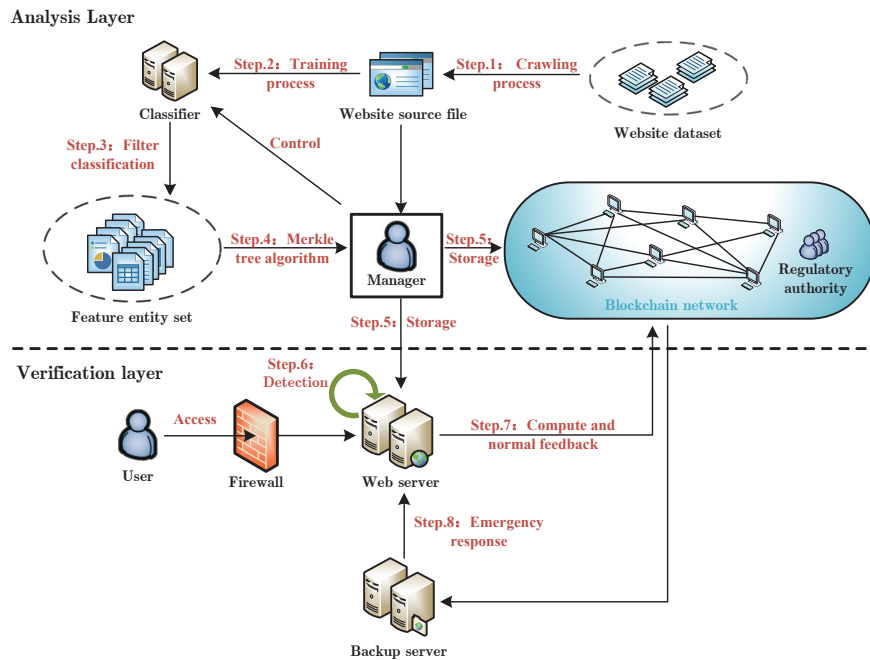 Analysis Layer
Step.2：Training
process
Step.1： Crawling
process
Classifier
Website source file
Website dataset
Step.3：Filter
classification
Control
Step.4：Merkle
tree algorithm
Manager
Step.5：
Storage
Regulatory
authority
Blockchain network
Feature entity set
Step.5： Storage
Verification layer
Step.6：
Detection
Access
Step.7：Compute and
normal feedback
User
Firewall
Web server
Step.8：Emergency
response
Backup server